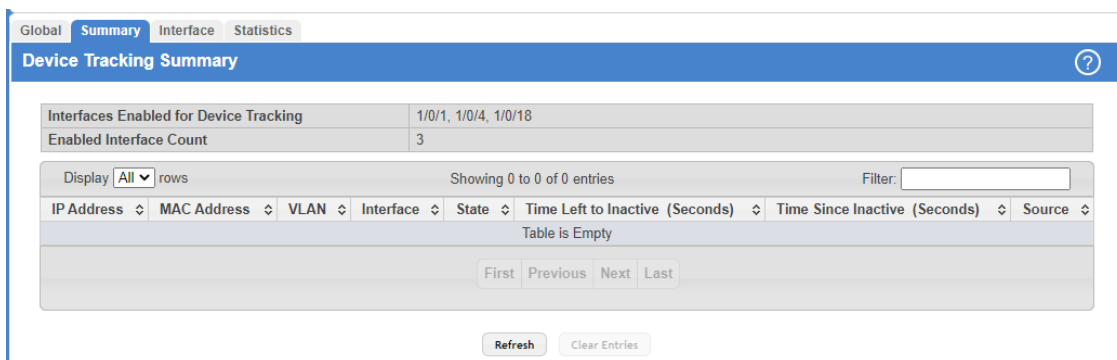 Global Summary Interface Statistics
Device Tracking Summary ?
Interfaces Enabled for Device Tracking 1/0/1, 1/0/4, 1/0/18
Enabled Interface Count 3
Display All rows Showing 0 to 0 of 0 entries Filter:
IP Address MAC Address VLAN Interface State Time Left to Inactive (Seconds) Time Since Inactive (Seconds) Source
Table is Empty
First Previous Next Last
Refresh Clear Entries